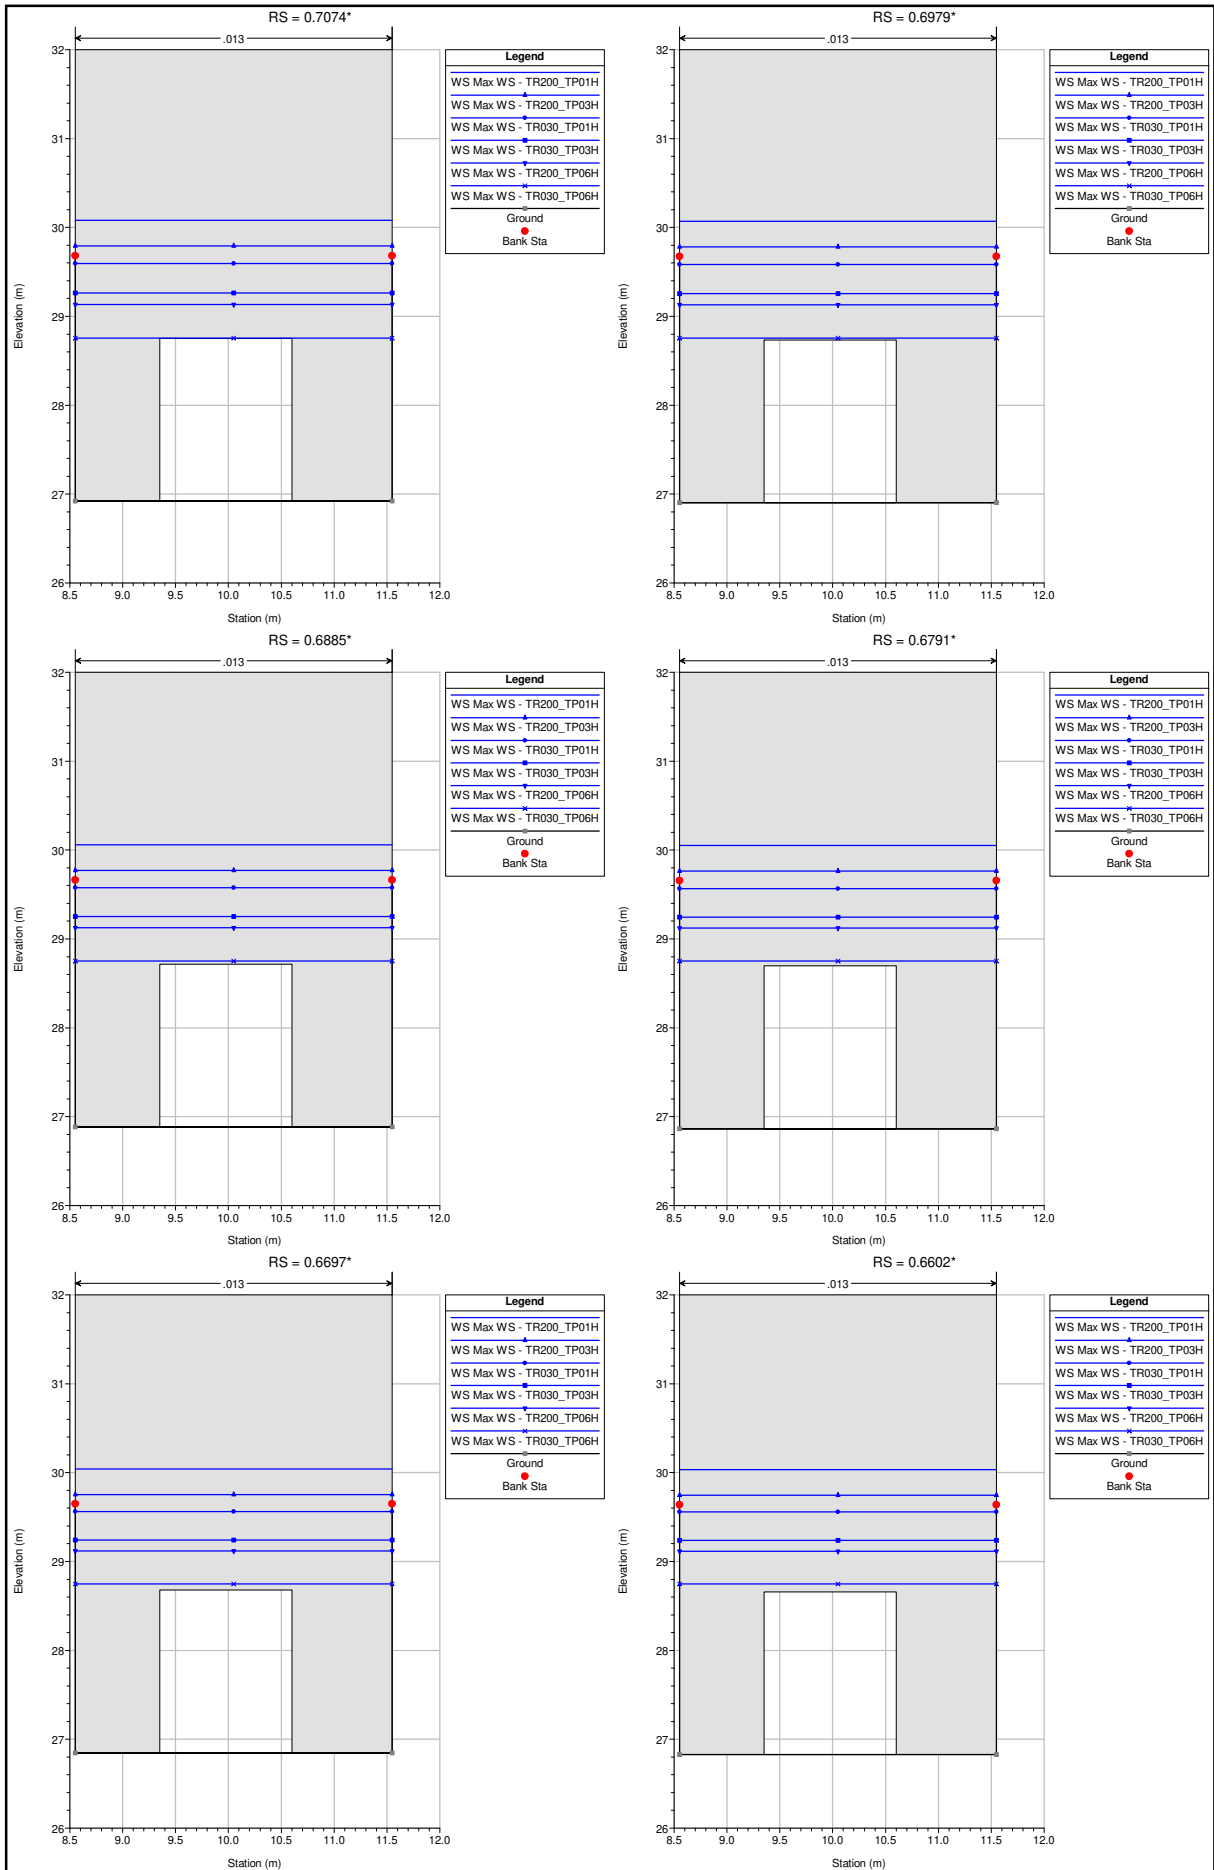 RS = 0.7074*
.013
32
31
30
29
28
27
26
8.5 9.0 9.5 10.0 10.5 11.0 11.5 12.0
Station (m)
Elevation (m)
Legend
WS Max WS - TR200_TP01H
WS Max WS - TR200_TP03H
WS Max WS - TR030_TP01H
WS Max WS - TR030_TP03H
WS Max WS - TR200_TP06H
WS Max WS - TR030_TP06H
Ground
Bank Sta
RS = 0.6979*
.013
32
31
30
29
28
27
26
8.5 9.0 9.5 10.0 10.5 11.0 11.5 12.0
Station (m)
Elevation (m)
Legend
WS Max WS - TR200_TP01H
WS Max WS - TR200_TP03H
WS Max WS - TR030_TP01H
WS Max WS - TR030_TP03H
WS Max WS - TR200_TP06H
WS Max WS - TR030_TP06H
Ground
Bank Sta
RS = 0.6885*
.013
32
31
30
29
28
27
26
8.5 9.0 9.5 10.0 10.5 11.0 11.5 12.0
Station (m)
Elevation (m)
Legend
WS Max WS - TR200_TP01H
WS Max WS - TR200_TP03H
WS Max WS - TR030_TP01H
WS Max WS - TR030_TP03H
WS Max WS - TR200_TP06H
WS Max WS - TR030_TP06H
Ground
Bank Sta
RS = 0.6791*
.013
32
31
30
29
28
27
26
8.5 9.0 9.5 10.0 10.5 11.0 11.5 12.0
Station (m)
Elevation (m)
Legend
WS Max WS - TR200_TP01H
WS Max WS - TR200_TP03H
WS Max WS - TR030_TP01H
WS Max WS - TR030_TP03H
WS Max WS - TR200_TP06H
WS Max WS - TR030_TP06H
Ground
Bank Sta
RS = 0.6697*
.013
32
31
30
29
28
27
26
8.5 9.0 9.5 10.0 10.5 11.0 11.5 12.0
Station (m)
Elevation (m)
Legend
WS Max WS - TR200_TP01H
WS Max WS - TR200_TP03H
WS Max WS - TR030_TP01H
WS Max WS - TR030_TP03H
WS Max WS - TR200_TP06H
WS Max WS - TR030_TP06H
Ground
Bank Sta
RS = 0.6602*
.013
32
31
30
29
28
27
26
8.5 9.0 9.5 10.0 10.5 11.0 11.5 12.0
Station (m)
Elevation (m)
Legend
WS Max WS - TR200_TP01H
WS Max WS - TR200_TP03H
WS Max WS - TR030_TP01H
WS Max WS - TR030_TP03H
WS Max WS - TR200_TP06H
WS Max WS - TR030_TP06H
Ground
Bank Sta